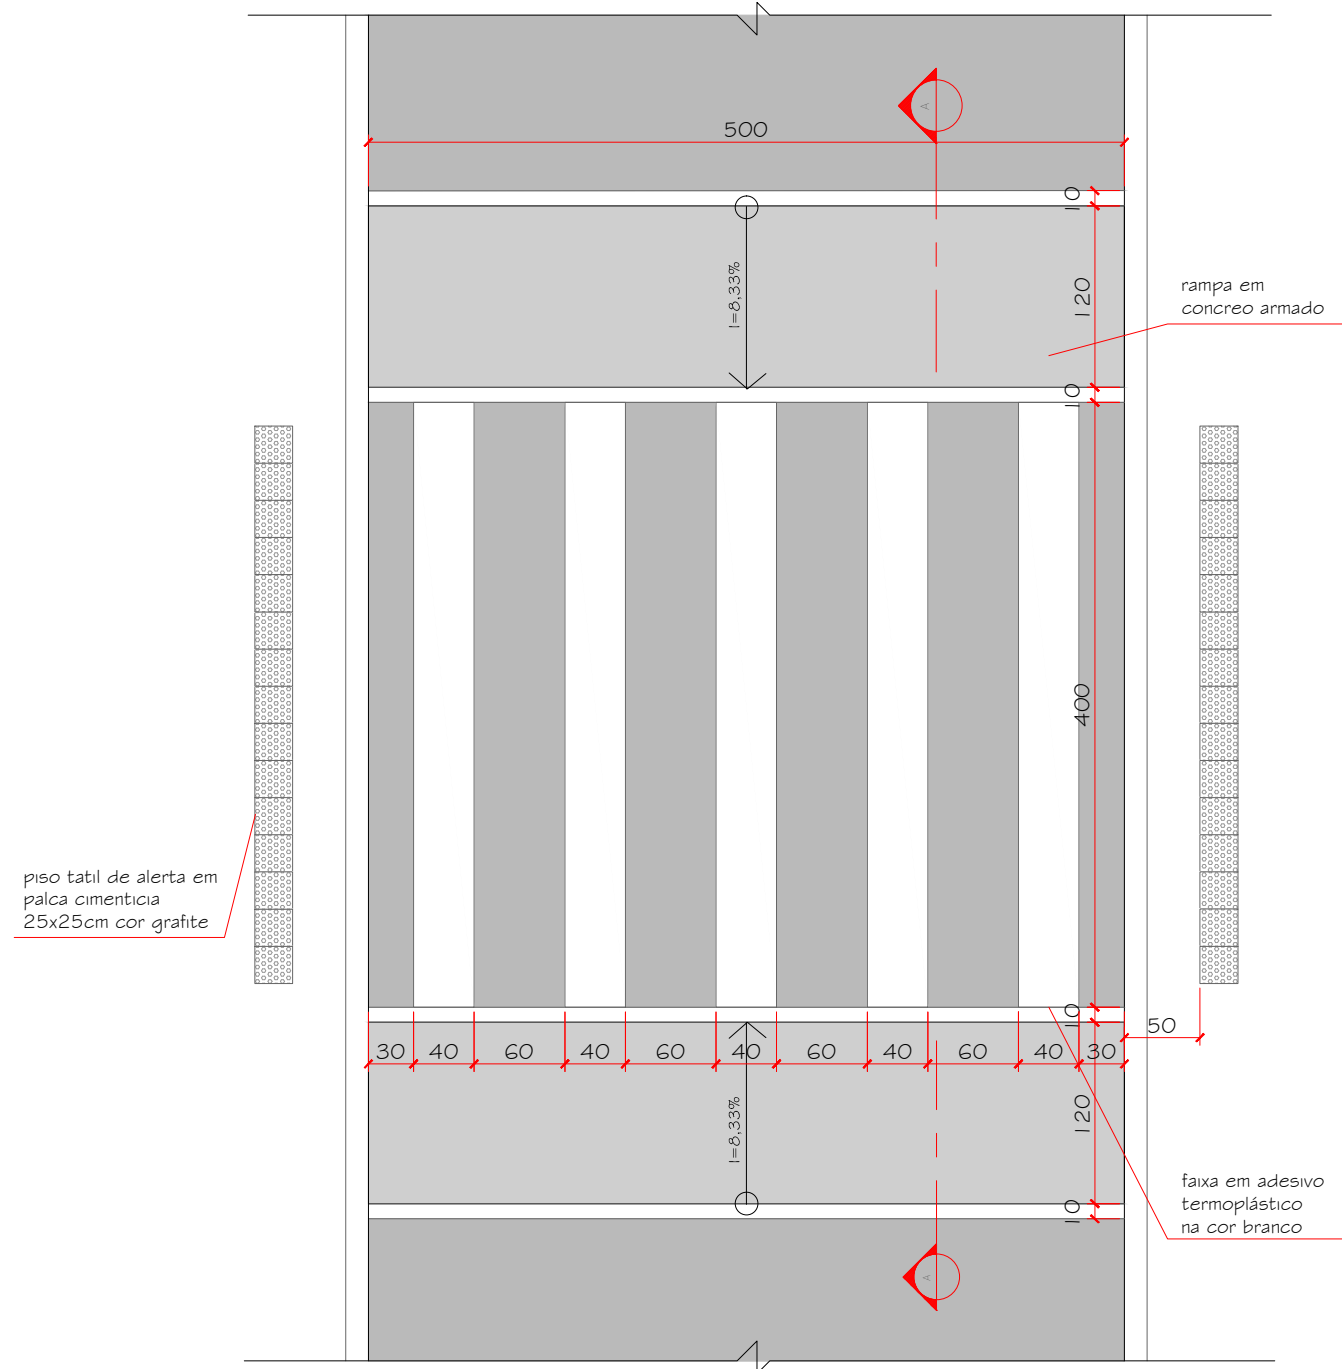 A
500
10
120
I=8,33%
rampa em
concreo armado
10
400
piso tatil de alerta em
palca cimenticia
25x25cm cor grafite
10
50
30 40 60 40 60 40 60 40 60 40 30
120
I=8,33%
faixa em adesivo
termoplástico
na cor branco
10
A